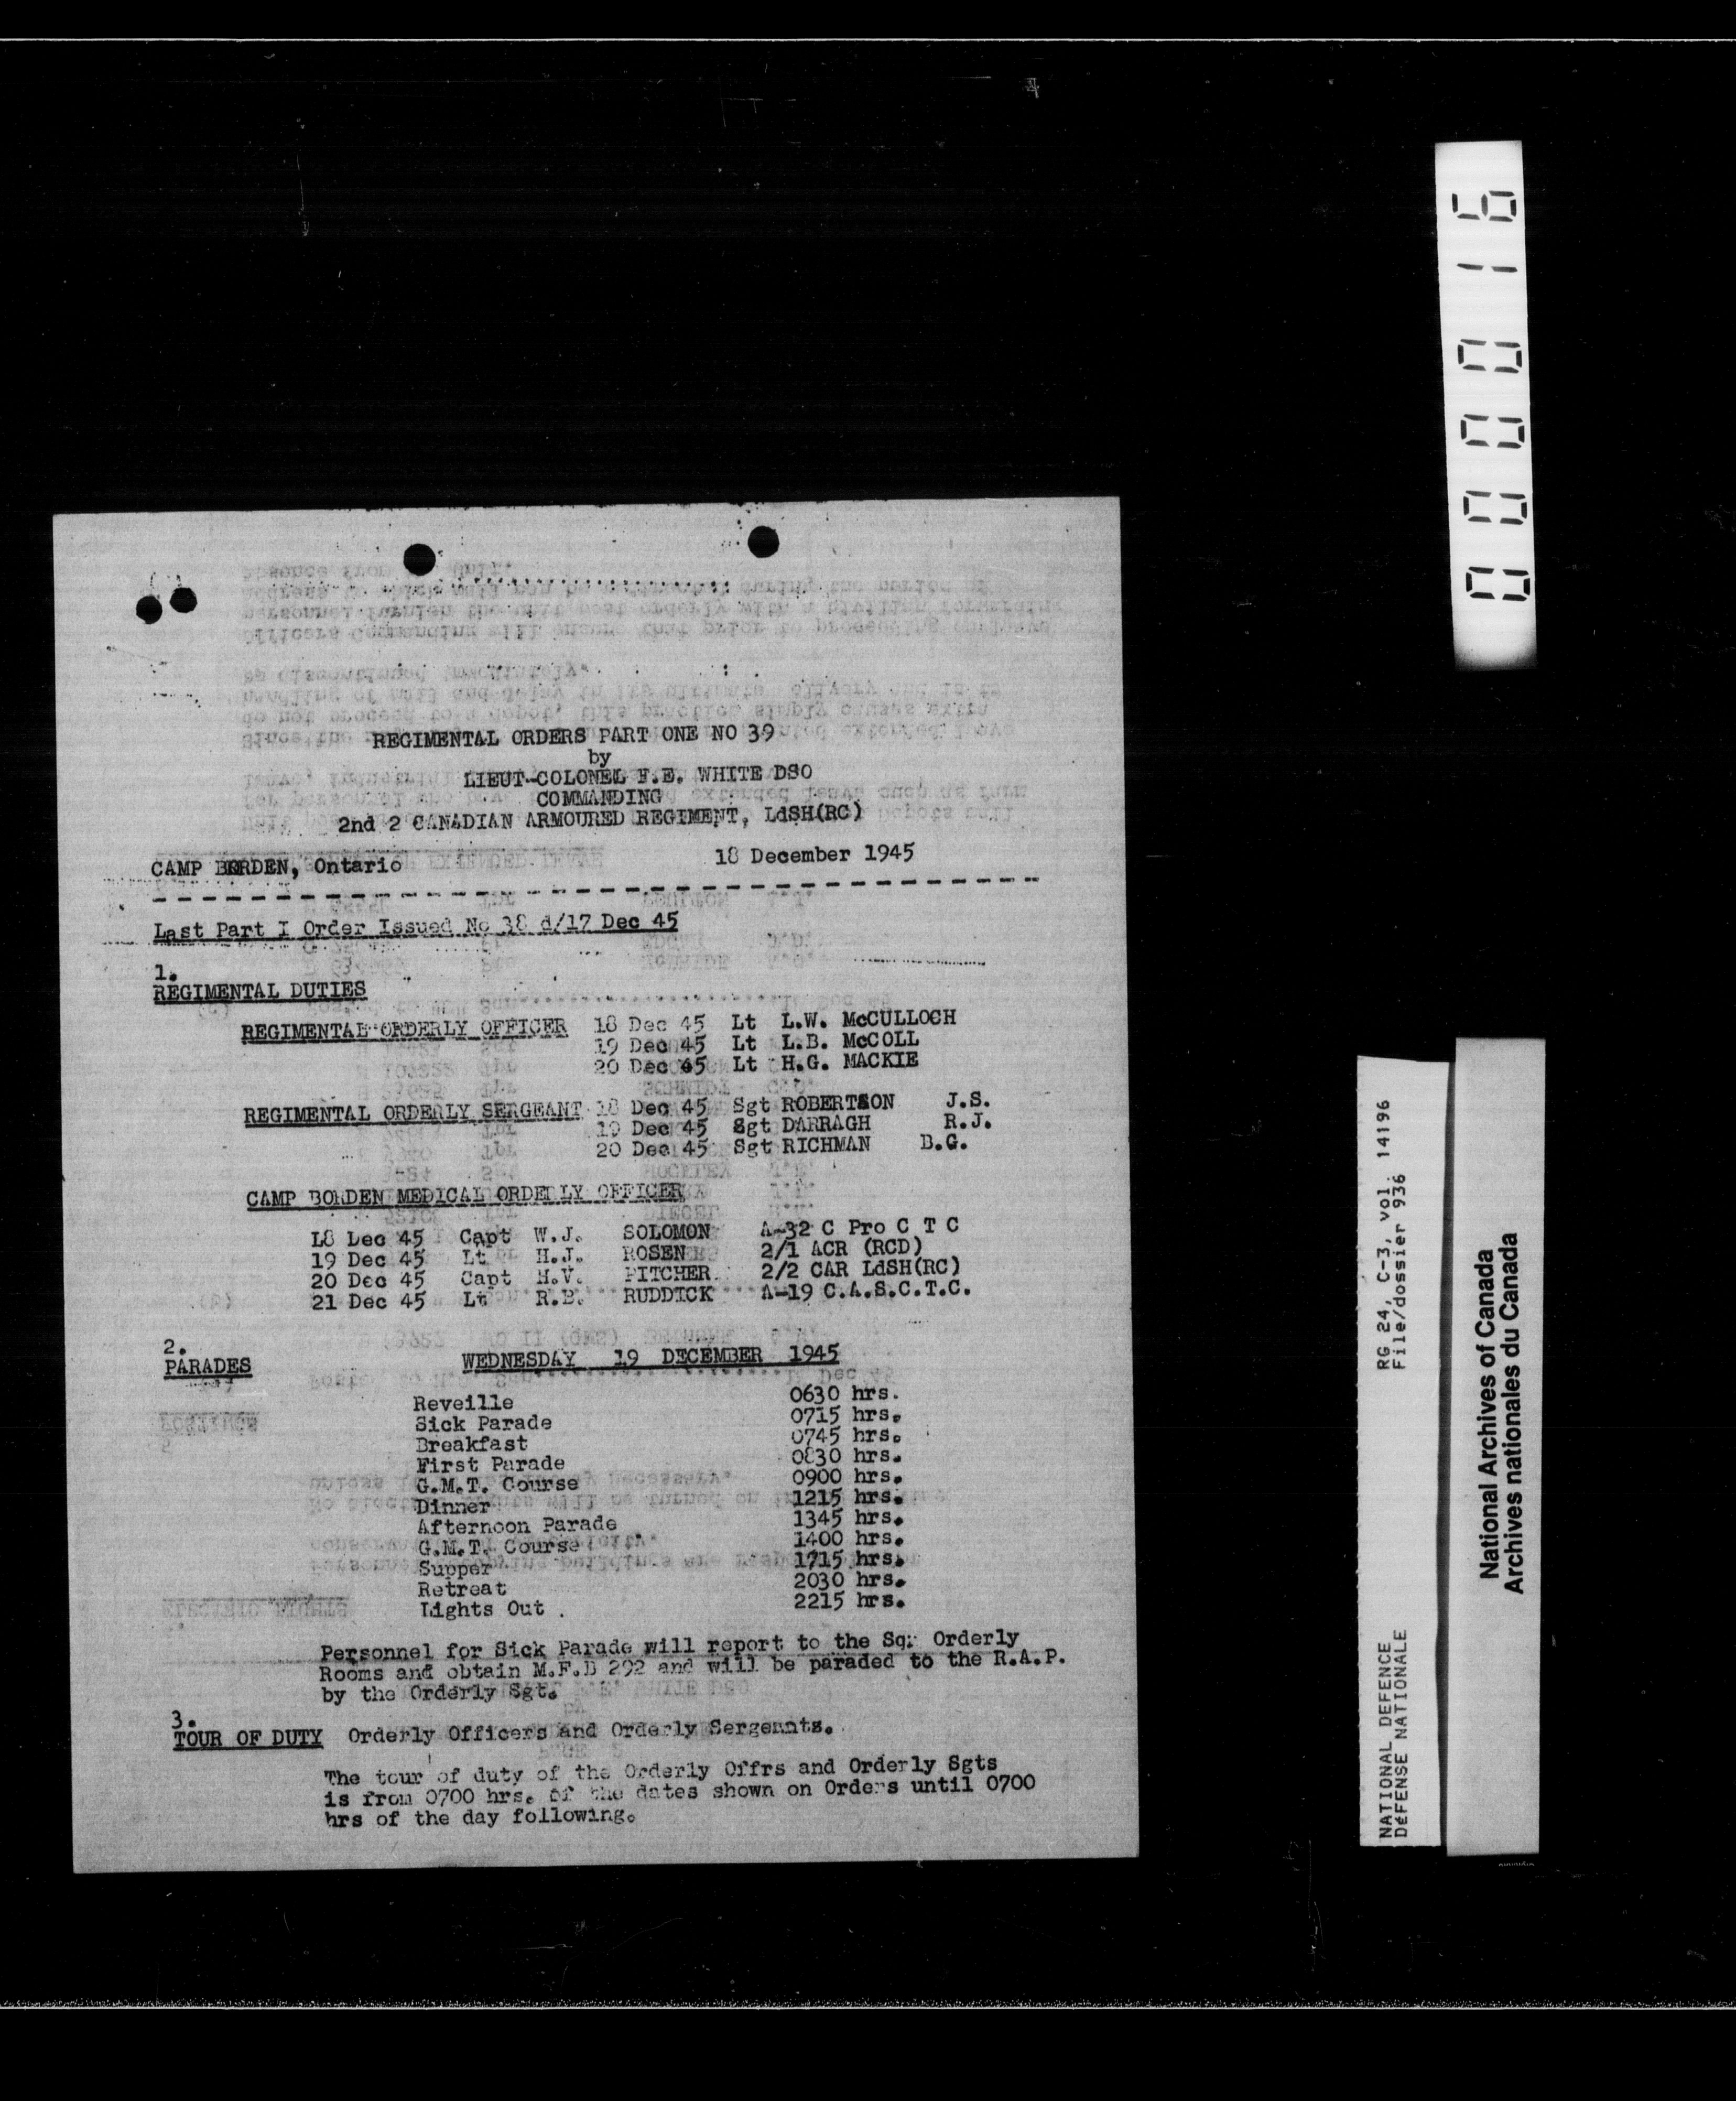 REGIMENTAL ORDERS PART ONE NO 39
by
LIEUT-COLONEL F.E. WHITE DSO
COMMANDING
2nd 2 CANADIAN ARMOURED REGIMENT, LdSH(RC)
CAMP BORDEN, Ontario 18 December 1945
Last Part I Order Issued No 38 d/17 Dec 45
1.
REGIMENTAL DUTIES
REGIMENTAL ORDERLY OFFICER 18 Dec 45 Lt L.W. McCULLOCH
19 Dec 45 Lt L.B. McCOLL
20 Dec 45 Lt H.G. MACKIE
REGIMENTAL ORDERLY SERGEANT 18 Dec 45 Sgt ROBERTSON J.S.
19 Dec 45 Sgt DARRAGH R.J.
20 Dec 45 Sgt RICHMAN B.G.
CAMP BORDEN MEDICAL ORDERLY OFFICER
18 Dec 45 Capt W.J. SOLOMON A-32 C Pro C T C
19 Dec 45 Lt H.J. ROSEN 2/1 ACR (RCD)
20 Dec 45 Capt H.V. PITCHER 2/2 CAR LdSH(RC)
21 Dec 45 Lt R.B. RUDDICK A-19 C.A.S.C.T.C.
2.
PARADES WEDNESDAY 19 DECEMBER 1945
Reveille 0630 hrs.
Sick Parade 0715 hrs.
Breakfast 0745 hrs.
First Parade 0830 hrs.
G.M.T. Course 0900 hrs.
Dinner 1215 hrs.
Afternoon Parade 1345 hrs.
G.M.T. Course 1400 hrs.
Supper 1715 hrs.
Retreat 2030 hrs.
Lights Out . 2215 hrs.
Personnel for Sick Parade will report to the Sqn Orderly
Rooms and obtain M.F.B 292 and will be paraded to the R.A.P.
by the Orderly Sgt.
3.
TOUR OF DUTY Orderly Officers and Orderly Sergeants.
The tour of duty of the Orderly Offrs and Orderly Sgts
is from 0700 hrs. of the dates shown on Orders until 0700
hrs of the day following.
000016
NATIONAL DEFENCE RG 24, C-3, vol. 14196
DéFENSE NATIONALE File/dossier 936
National Archives of Canada
Archives nationales du Canada